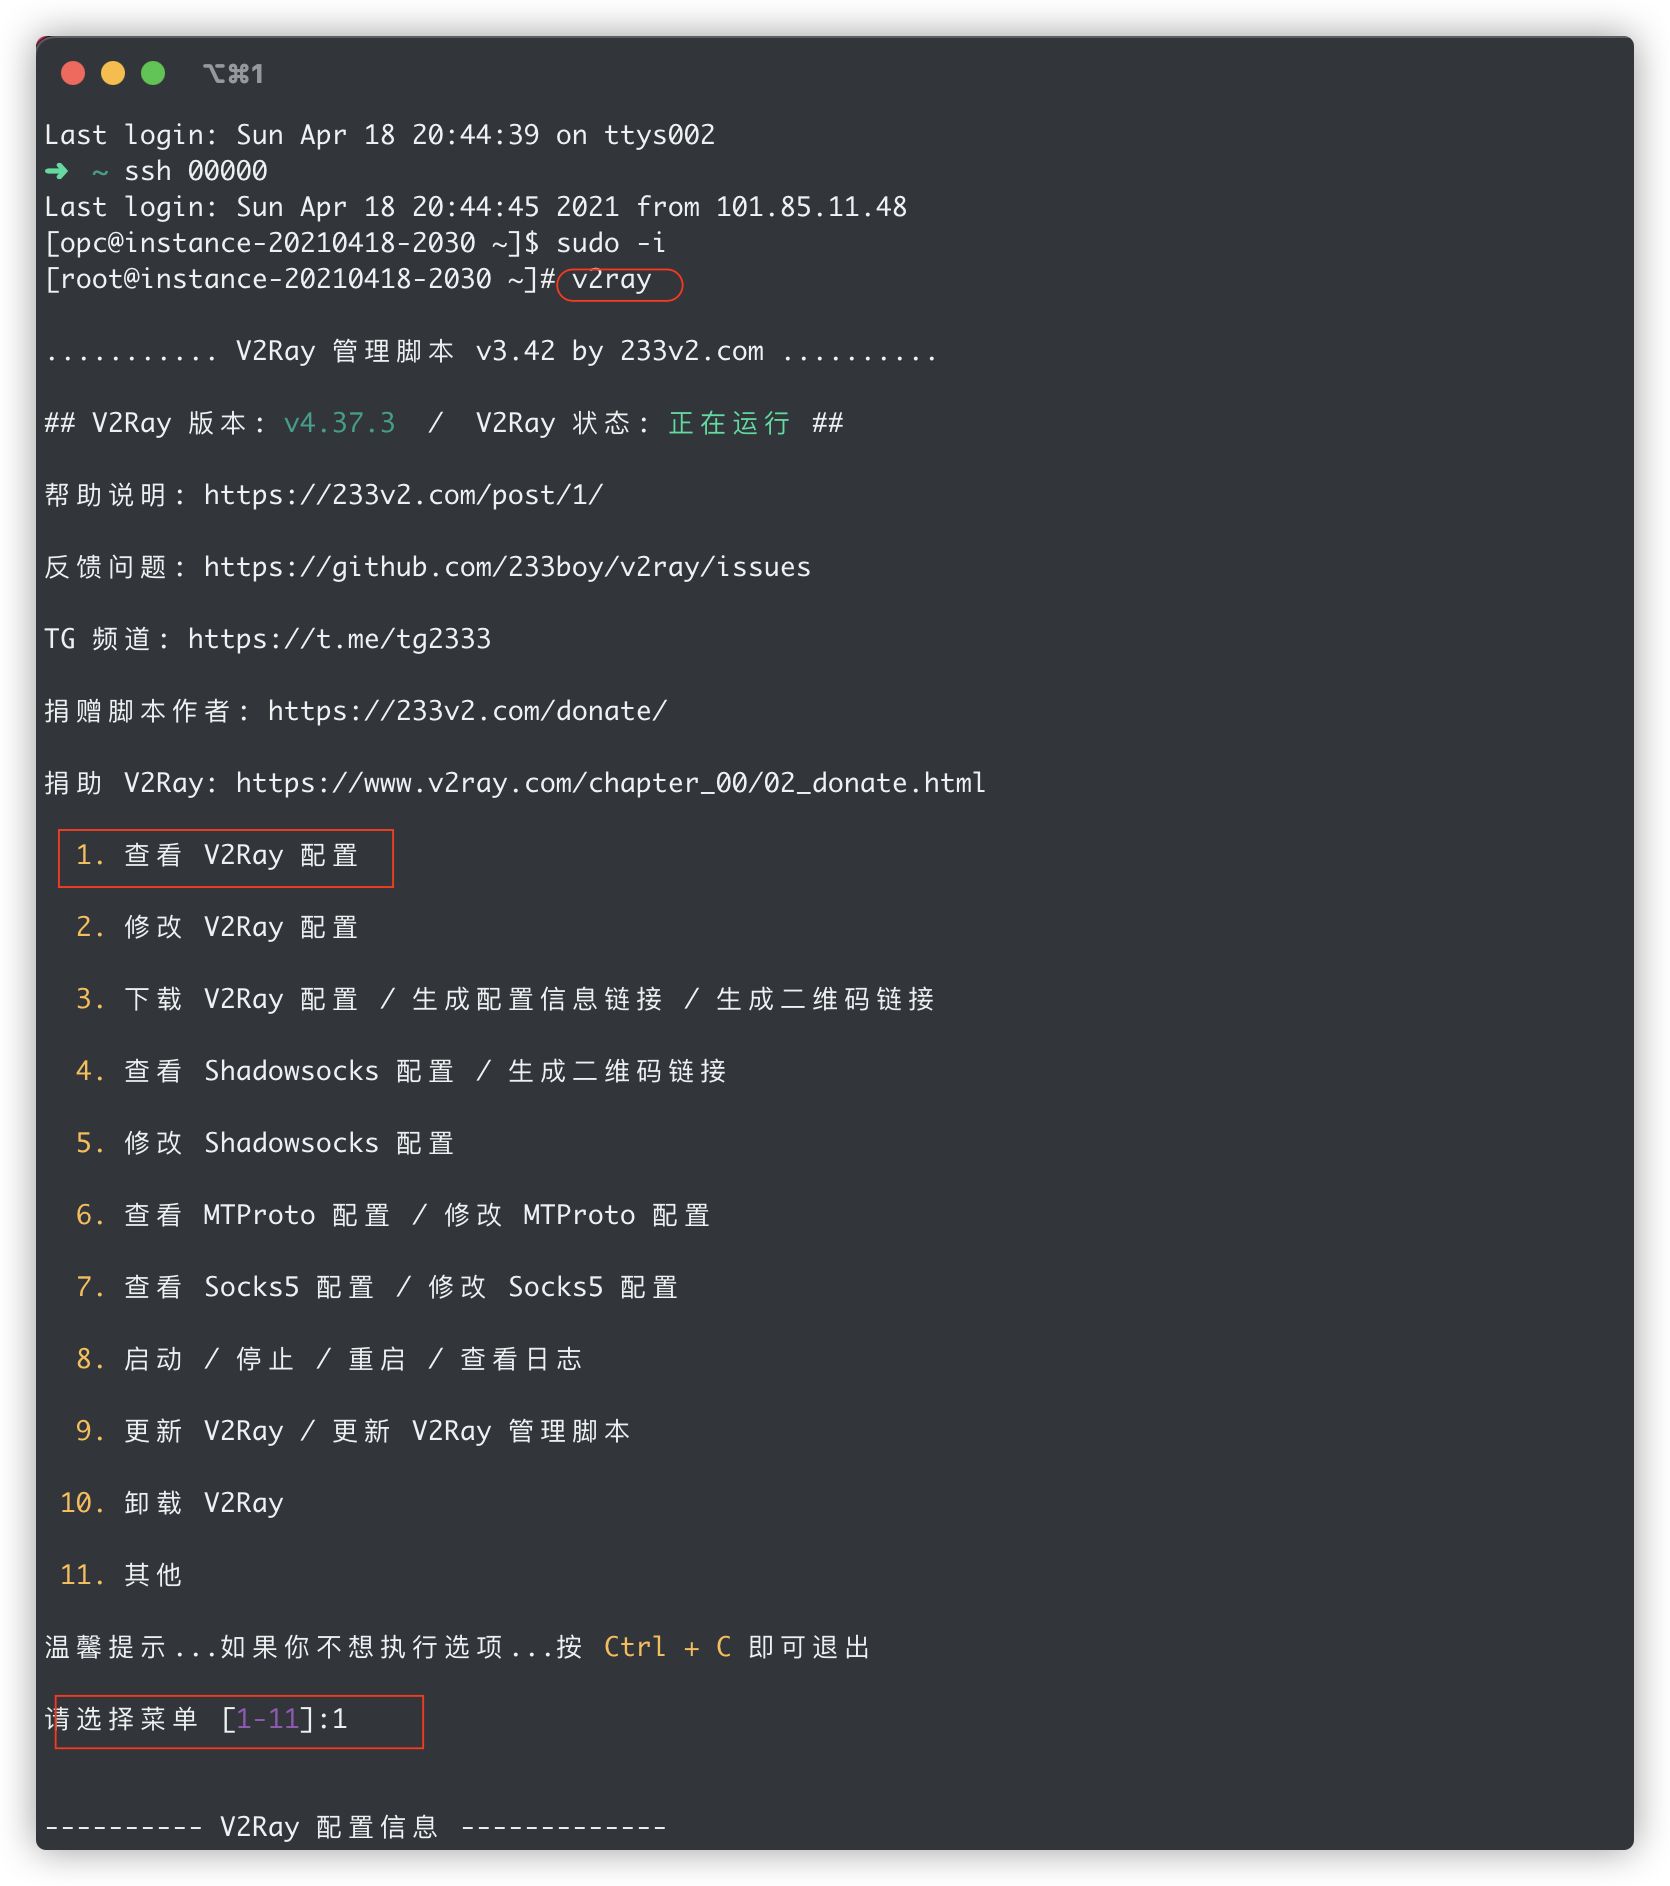 ⌥⌘1
Last login: Sun Apr 18 20:44:39 on ttys002
➜ ~ ssh 00000
Last login: Sun Apr 18 20:44:45 2021 from 101.85.11.48
[opc@instance-20210418-2030 ~]$ sudo -i
[root@instance-20210418-2030 ~]# v2ray
........... V2Ray 管理脚本 v3.42 by 233v2.com ..........
## V2Ray 版本: v4.37.3 / V2Ray 状态: 正在运行 ##
帮助说明: https://233v2.com/post/1/
反馈问题: https://github.com/233boy/v2ray/issues
TG 频道: https://t.me/tg2333
捐赠脚本作者: https://233v2.com/donate/
捐助 V2Ray: https://www.v2ray.com/chapter_00/02_donate.html
1. 查看 V2Ray 配置
2. 修改 V2Ray 配置
3. 下载 V2Ray 配置 / 生成配置信息链接 / 生成二维码链接
4. 查看 Shadowsocks 配置 / 生成二维码链接
5. 修改 Shadowsocks 配置
6. 查看 MTProto 配置 / 修改 MTProto 配置
7. 查看 Socks5 配置 / 修改 Socks5 配置
8. 启动 / 停止 / 重启 / 查看日志
9. 更新 V2Ray / 更新 V2Ray 管理脚本
10. 卸载 V2Ray
11. 其他
温馨提示...如果你不想执行选项...按 Ctrl + C 即可退出
请选择菜单 [1-11]:1
---------- V2Ray 配置信息 -------------